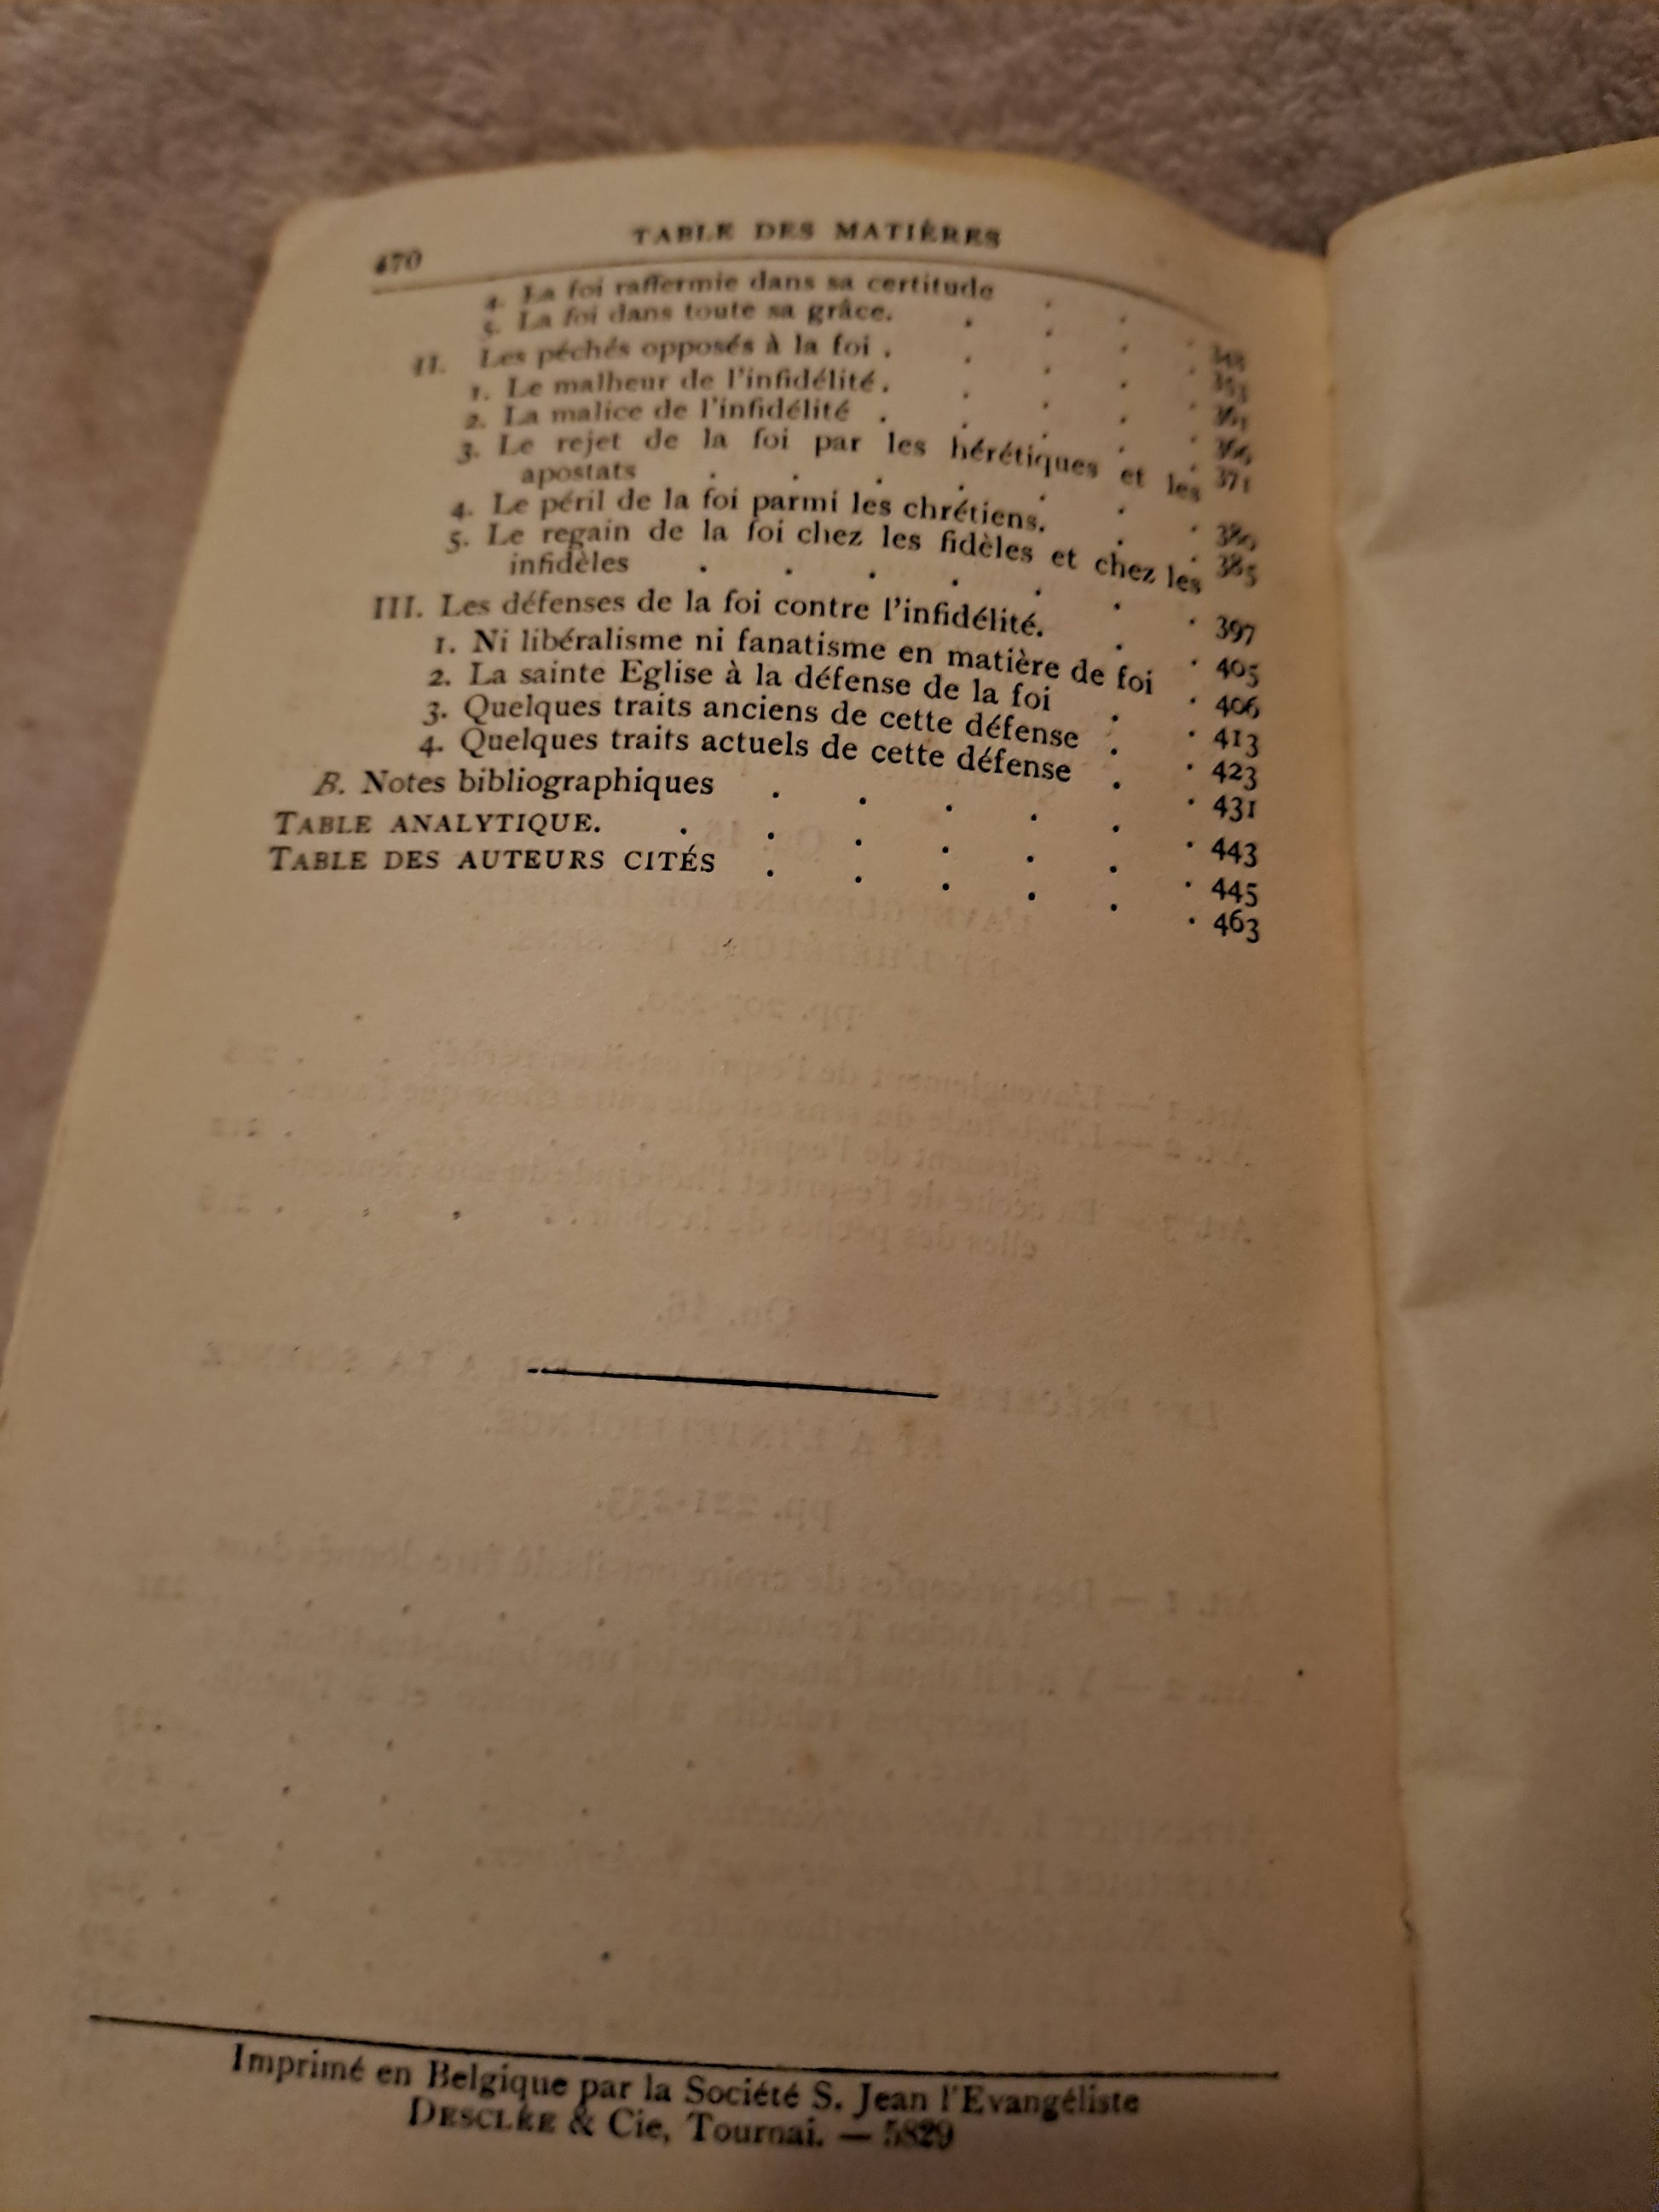 470 TABLE DES MATIÈRES
4. La foi raffermie dans sa certitude . . . 348
5. La foi dans toute sa grâce. . . . . 353
II. Les péchés opposés à la foi . . . . . 365
1. Le malheur de l'infidélité. . . . . 366
2. La malice de l'infidélité . . . . . 371
3. Le rejet de la foi par les hérétiques et les
apostats . . . . . . . 380
4. Le péril de la foi parmi les chrétiens. . . 385
5. Le regain de la foi chez les fidèles et chez les
infidèles . . . . . . . 397
III. Les défenses de la foi contre l'infidélité. . . 405
1. Ni libéralisme ni fanatisme en matière de foi . 406
2. La sainte Eglise à la défense de la foi . . 413
3. Quelques traits anciens de cette défense . . 423
4. Quelques traits actuels de cette défense . . 431
B. Notes bibliographiques . . . . . . 443
TABLE ANALYTIQUE. . . . . . . . 445
TABLE DES AUTEURS CITÉS . . . . . . 463
Imprimé en Belgique par la Société S. Jean l'Evangéliste
DESCLÉE & Cie, Tournai. — 5829